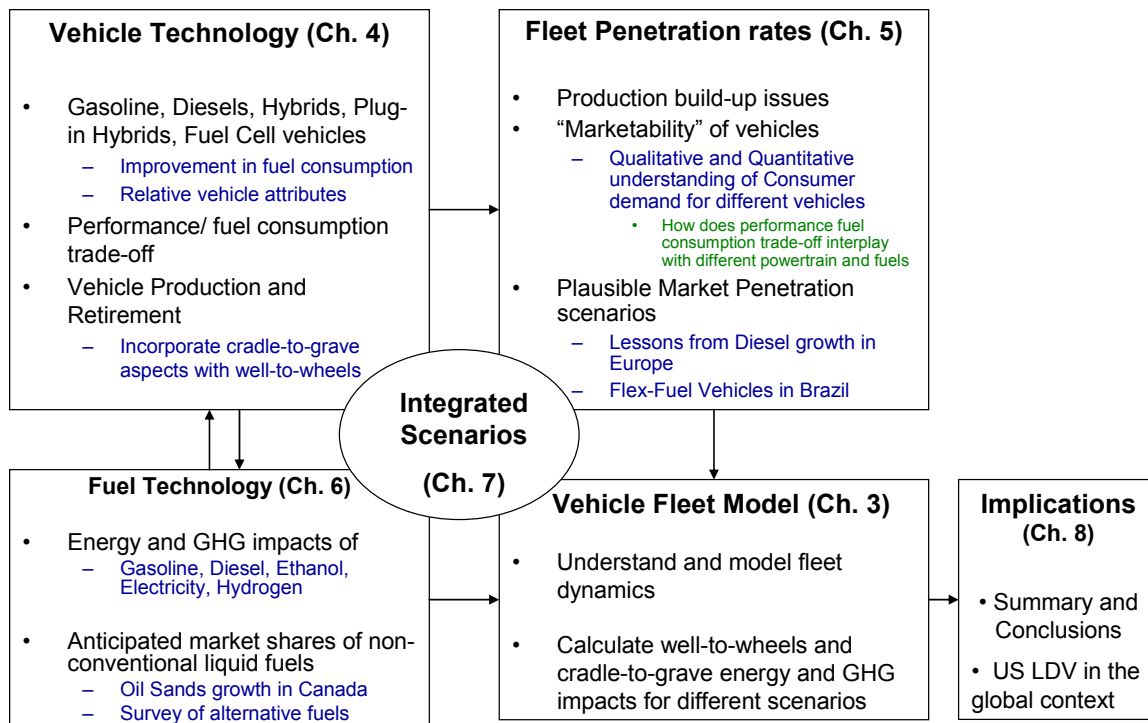 Vehicle Technology (Ch. 4)
• Gasoline, Diesels, Hybrids, Plug-
in Hybrids, Fuel Cell vehicles
– Improvement in fuel consumption
– Relative vehicle attributes
• Performance/ fuel consumption
trade-off
• Vehicle Production and
Retirement
– Incorporate cradle-to-grave
aspects with well-to-wheels
Fleet Penetration rates (Ch. 5)
• Production build-up issues
• “Marketability” of vehicles
– Qualitative and Quantitative
understanding of Consumer
demand for different vehicles
• How does performance fuel
consumption trade-off interplay
with different powertrain and fuels
• Plausible Market Penetration
scenarios
– Lessons from Diesel growth in
Europe
– Flex-Fuel Vehicles in Brazil
Integrated
Scenarios
(Ch. 7)
Fuel Technology (Ch. 6)
• Energy and GHG impacts of
– Gasoline, Diesel, Ethanol,
Electricity, Hydrogen
• Anticipated market shares of non-
conventional liquid fuels
– Oil Sands growth in Canada
– Survey of alternative fuels
Vehicle Fleet Model (Ch. 3)
• Understand and model fleet
dynamics
• Calculate well-to-wheels and
cradle-to-grave energy and GHG
impacts for different scenarios
Implications
(Ch. 8)
• Summary and
Conclusions
• US LDV in the
global context